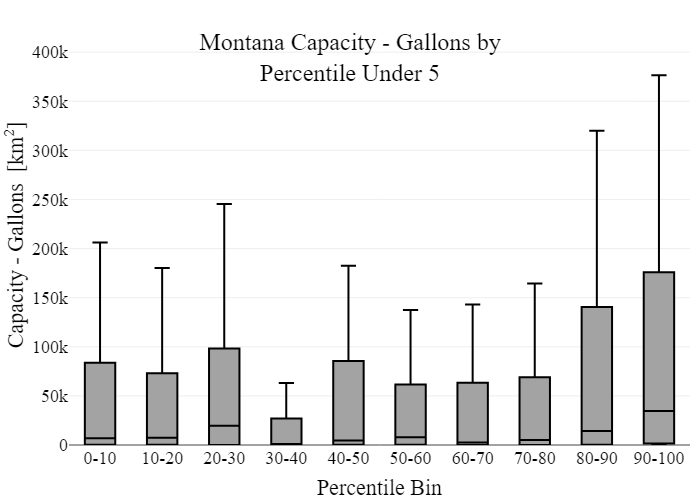 Montana Capacity - Gallons by
Percentile Under 5
Capacity - Gallons [km²]
400k
350k
300k
250k
200k
150k
100k
50k
0
0-10 10-20 20-30 30-40 40-50 50-60 60-70 70-80 80-90 90-100
Percentile Bin